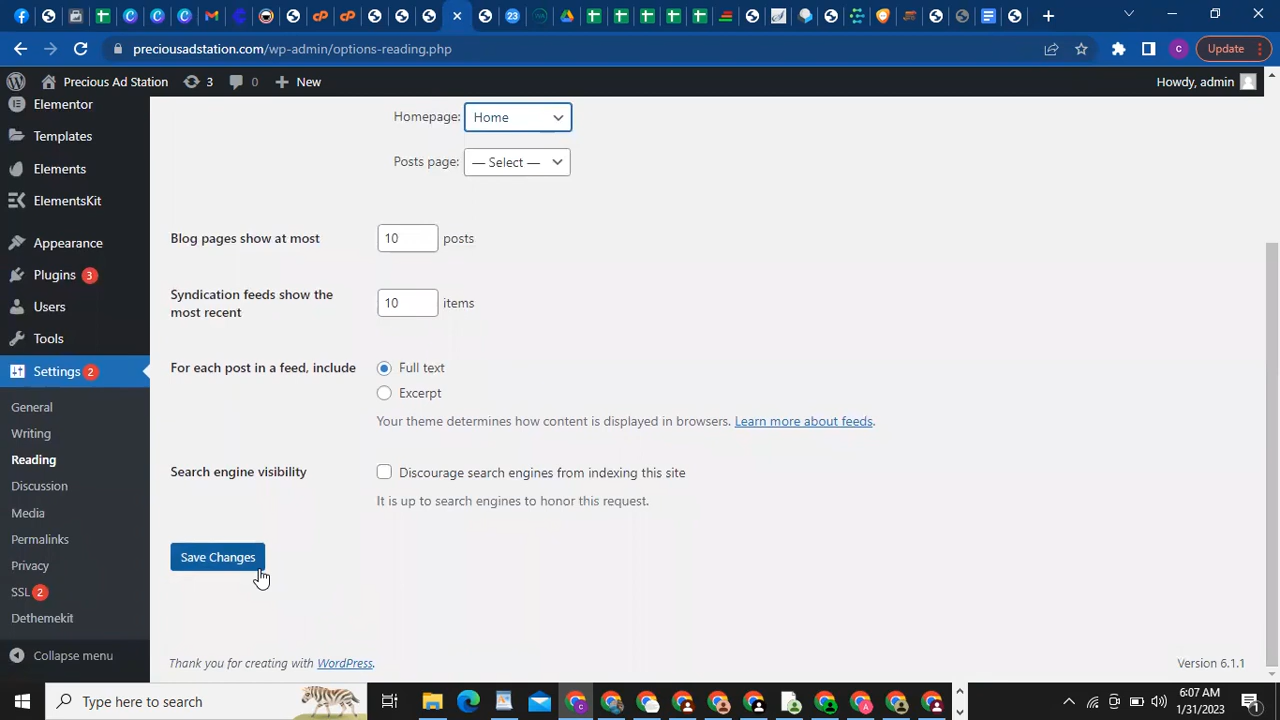 23
preciousadstation.com/wp-admin/options-reading.php
Update
Precious Ad Station
3
0
New
Howdy, admin
Elementor
Templates
Elements
ElementsKit
Appearance
Plugins 3
Users
Tools
Settings 2
General
Writing
Reading
Discussion
Media
Permalinks
Privacy
SSL 2
Dethemekit
Collapse menu
Homepage: Home
Posts page: — Select —
Blog pages show at most 10 posts
Syndication feeds show the
most recent
10 items
For each post in a feed, include
Full text
Excerpt
Your theme determines how content is displayed in browsers. Learn more about feeds.
Search engine visibility
Discourage search engines from indexing this site
It is up to search engines to honor this request.
Save Changes
Thank you for creating with WordPress.
Version 6.1.1
Type here to search
6:07 AM
1/31/2023
1